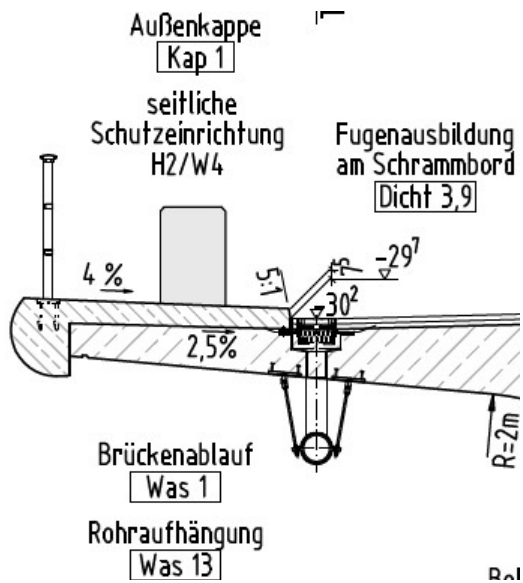 Außenkappe
Kap 1
seitliche
Schutzeinrichtung
H2/W4
Fugenausbildung
am Schrammbord
Dicht 3,9
4 %
5:1
7⁵
-29⁷
30²
2,5%
R=2m
Brückenablauf
Was 1
Rohraufhängung
Was 13